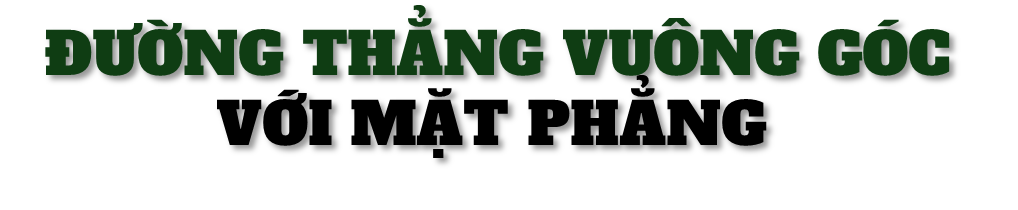 ĐƯỜNG THẲNG VUÔNG GÓC
VỚI MẶT PHẲNG